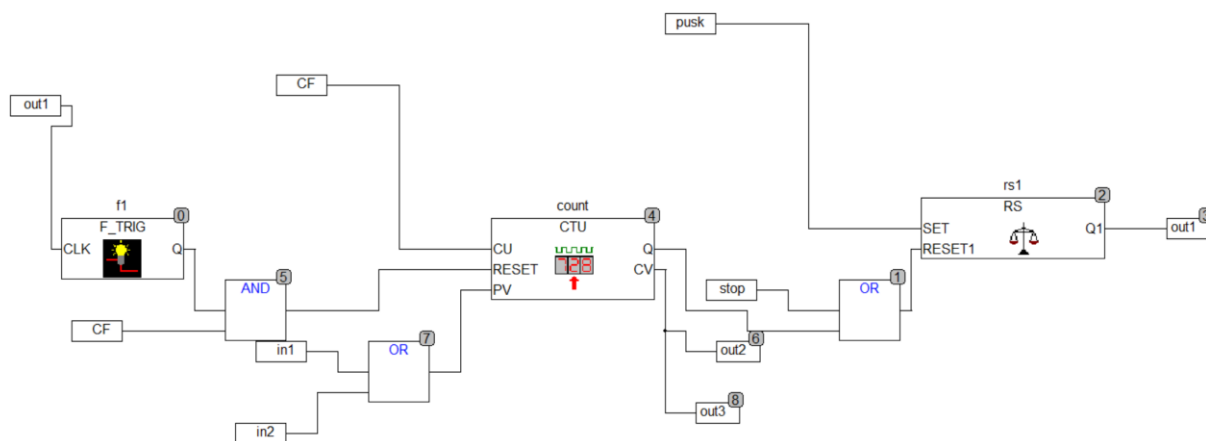 pusk
CF
out1
f1
0
F_TRIG
CLK
Q
count
4
CTU
CU
RESET
PV
Q
CV
728
rs1
2
RS
SET
RESET1
Q1
out1
AND
5
CF
in1
OR
7
in2
stop
OR
1
out2
6
out3
8